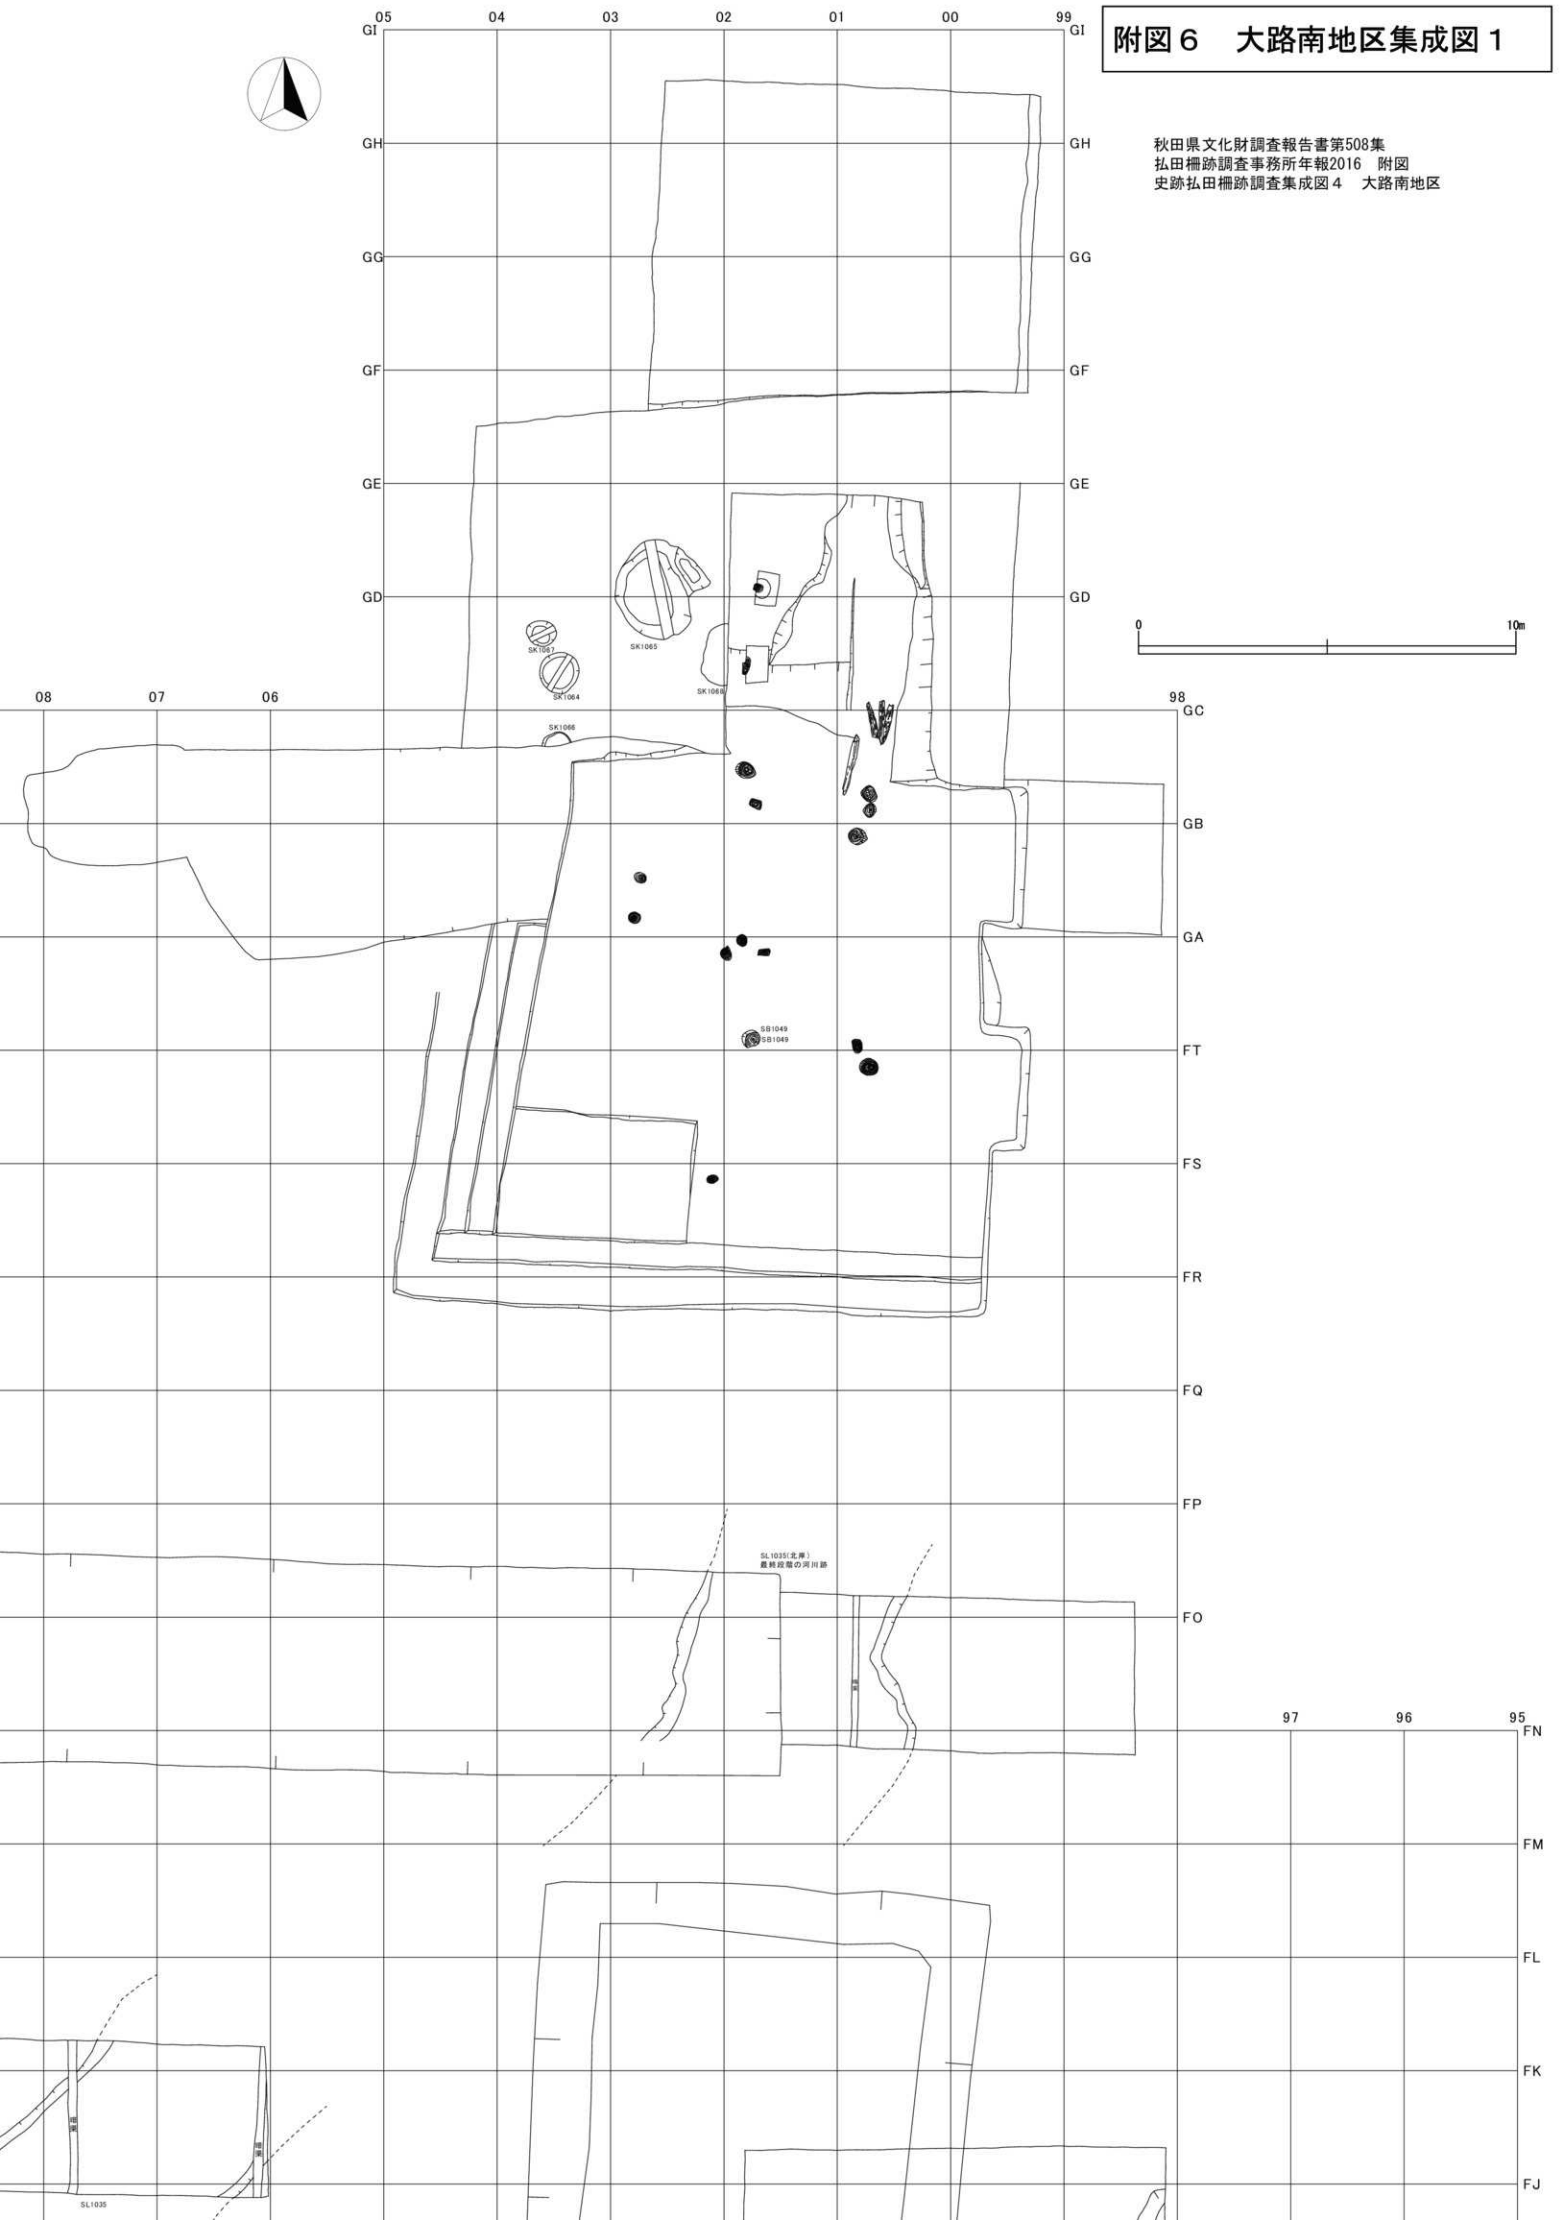 附図６　大路南地区集成図１
秋田県文化財調査報告書第508集
払田柵跡調査事務所年報2016　附図
史跡払田柵跡調査集成図４　大路南地区
05 04 03 02 01 00 99
GI GI
GH GH
GG GG
GF GF
GE GE
GD GD
0 10m
SK1067
SK1065
SK1064
SK1068
08 07 06 98
GC
SK1066
GB
GA
SB1049
SB1049
FT
FS
FR
FQ
FP
SL1035(北岸)
最終段階の河川跡
FO
暗渠
97 96 95
FN
FM
FL
FK
暗渠
暗渠
FJ
SL1035